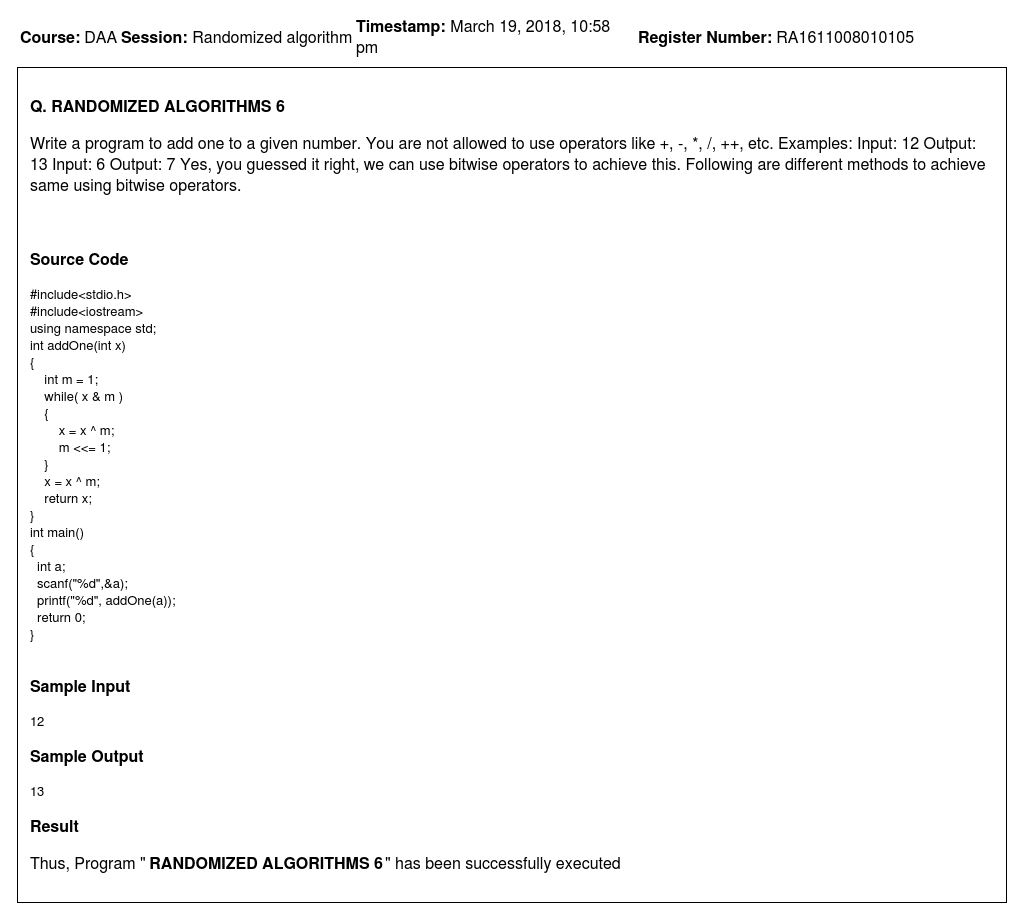 Course: DAA Session: Randomized algorithm Timestamp: March 19, 2018, 10:58 pm Register Number: RA1611008010105
Q. RANDOMIZED ALGORITHMS 6
Write a program to add one to a given number. You are not allowed to use operators like +, -, *, /, ++, etc. Examples: Input: 12 Output:
13 Input: 6 Output: 7 Yes, you guessed it right, we can use bitwise operators to achieve this. Following are different methods to achieve
same using bitwise operators.
Source Code
#include<stdio.h>
#include<iostream>
using namespace std;
int addOne(int x)
{
    int m = 1;
    while( x & m )
    {
        x = x ^ m;
        m <<= 1;
    }
    x = x ^ m;
    return x;
}
int main()
{
  int a;
  scanf("%d",&a);
  printf("%d", addOne(a));
  return 0;
}
Sample Input
12
Sample Output
13
Result
Thus, Program " RANDOMIZED ALGORITHMS 6" has been successfully executed